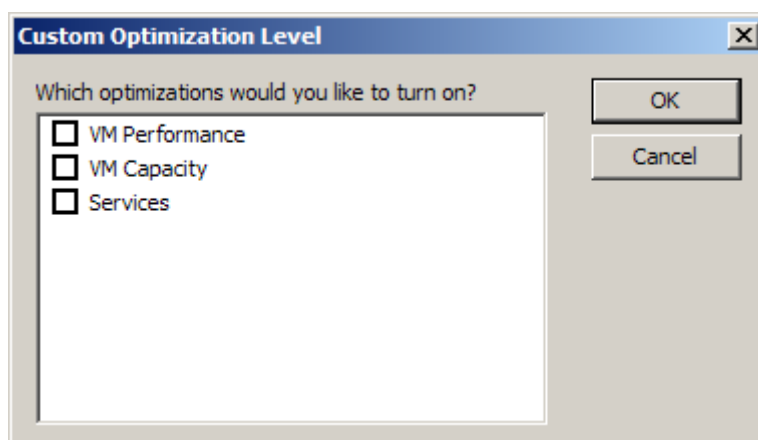 Custom Optimization Level
Which optimizations would you like to turn on?
OK
VM Performance
Cancel
VM Capacity
Services